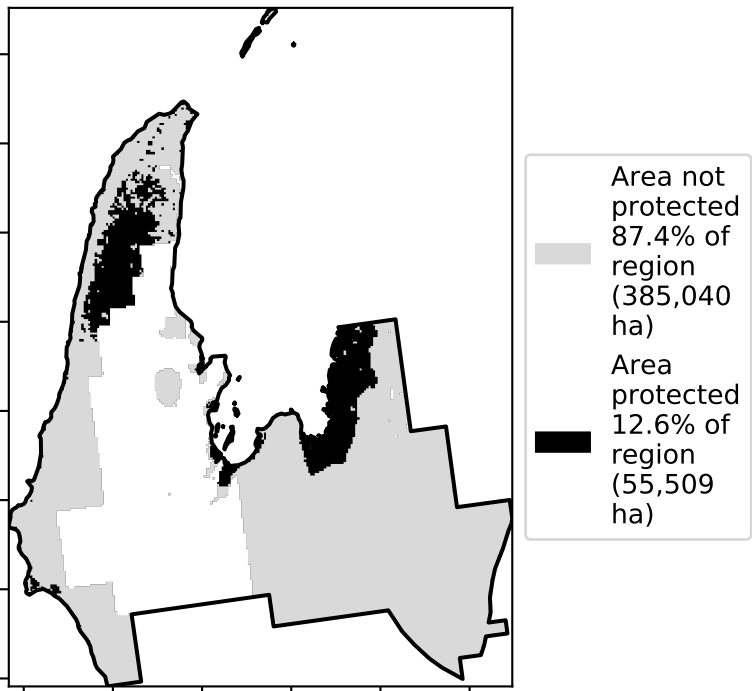 Area not
protected
87.4% of
region
(385,040
ha)
Area
protected
12.6% of
region
(55,509
ha)